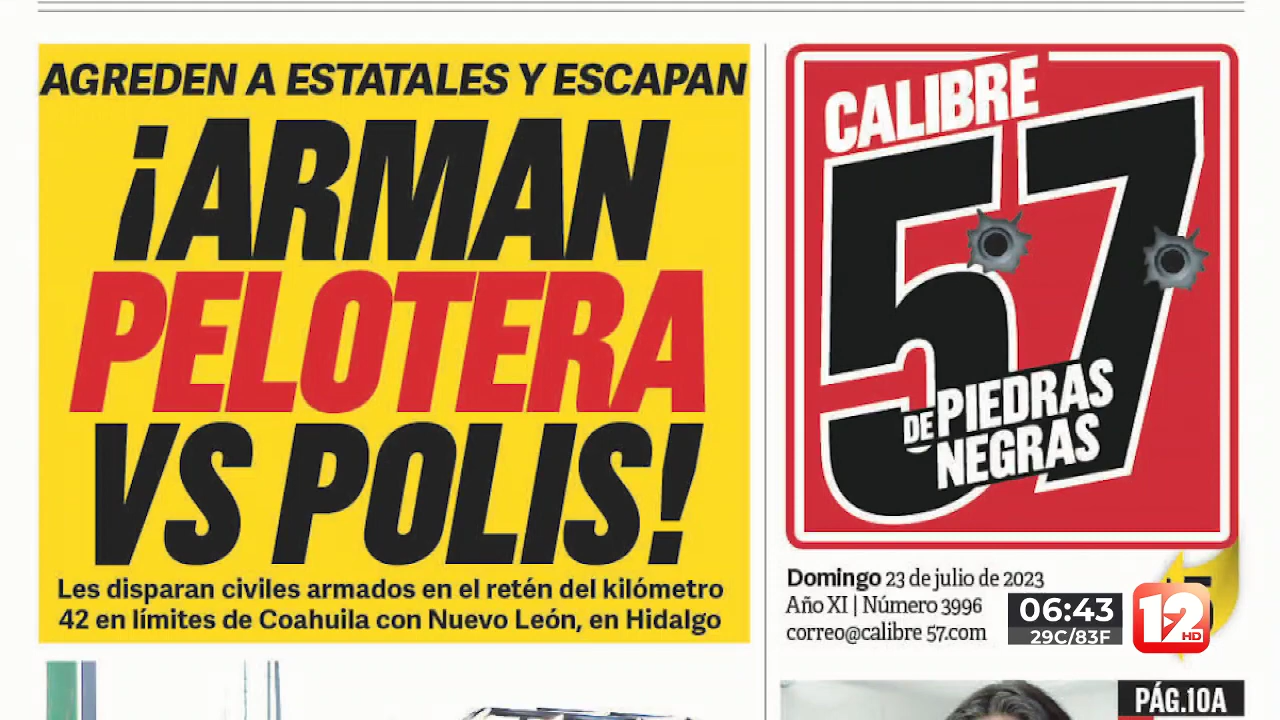 AGREDEN A ESTATALES Y ESCAPAN
¡ARMAN
PELOTERA
VS POLIS!
Les disparan civiles armados en el retén del kilómetro
42 en límites de Coahuila con Nuevo León, en Hidalgo
CALIBRE
57
DE PIEDRAS
NEGRAS
Domingo 23 de julio de 2023
Año XI | Número 3996
correo@calibre 57.com
06:43
29C/83F
12
HD
PÁG.10A